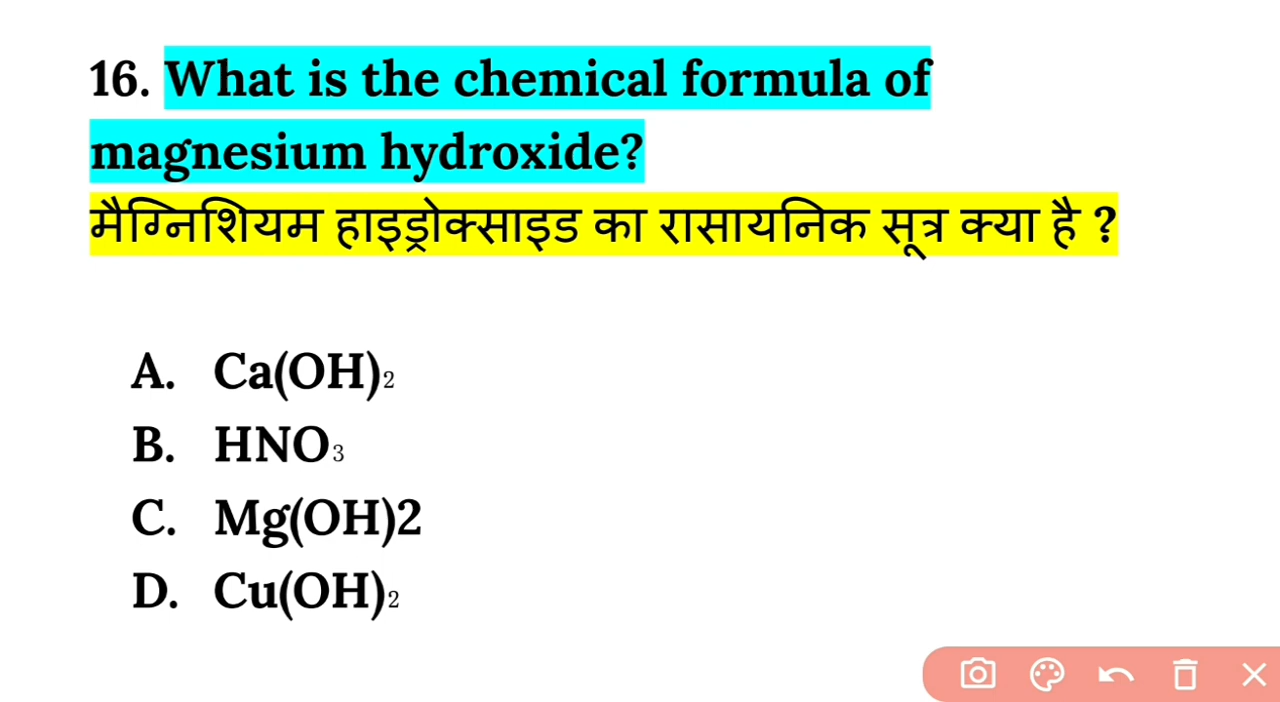 16. What is the chemical formula of
magnesium hydroxide?
मैग्निशियम हाइड्रोक्साइड का रासायनिक सूत्र क्या है ?
A. Ca(OH)₂
B. HNO₃
C. Mg(OH)2
D. Cu(OH)₂